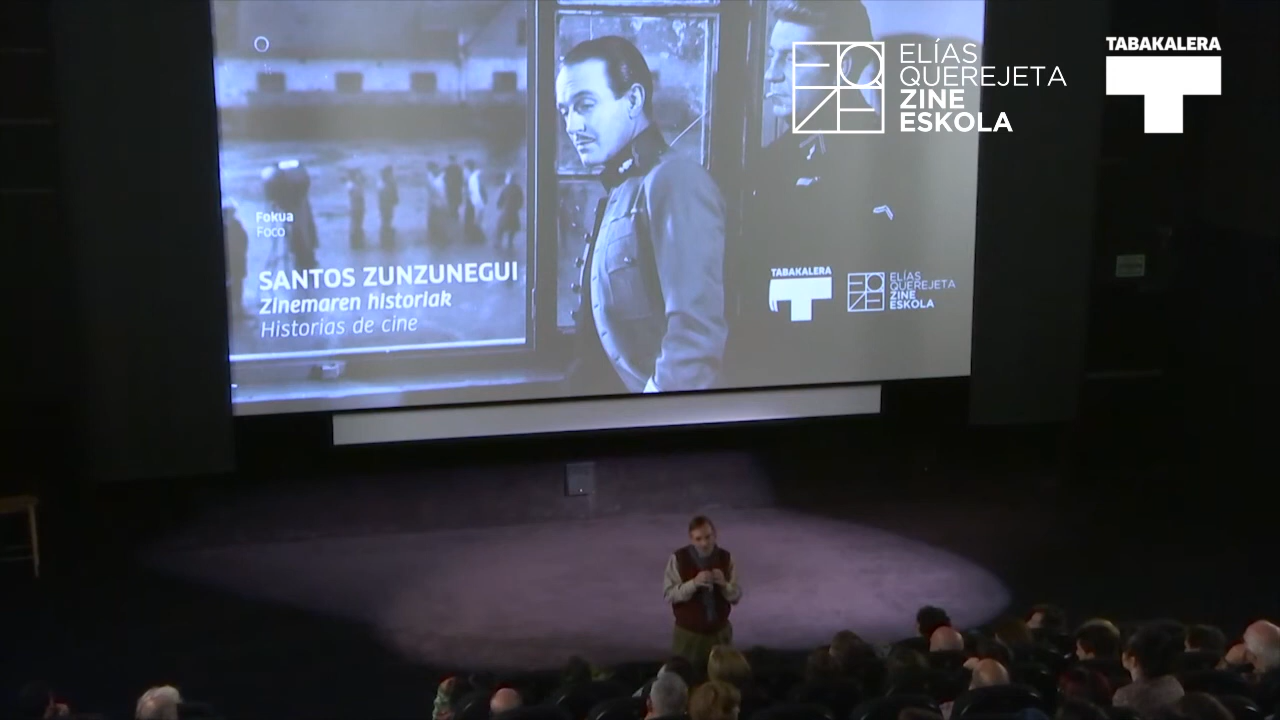 ELÍAS
QUEREJETA
ZINE
ESKOLA
TABAKALERA
Fokua
Foco
SANTOS ZUNZUNEGUI
Zinemaren historiak
Historias de cine
TABAKALERA
ELÍAS
QUEREJETA
ZINE
ESKOLA